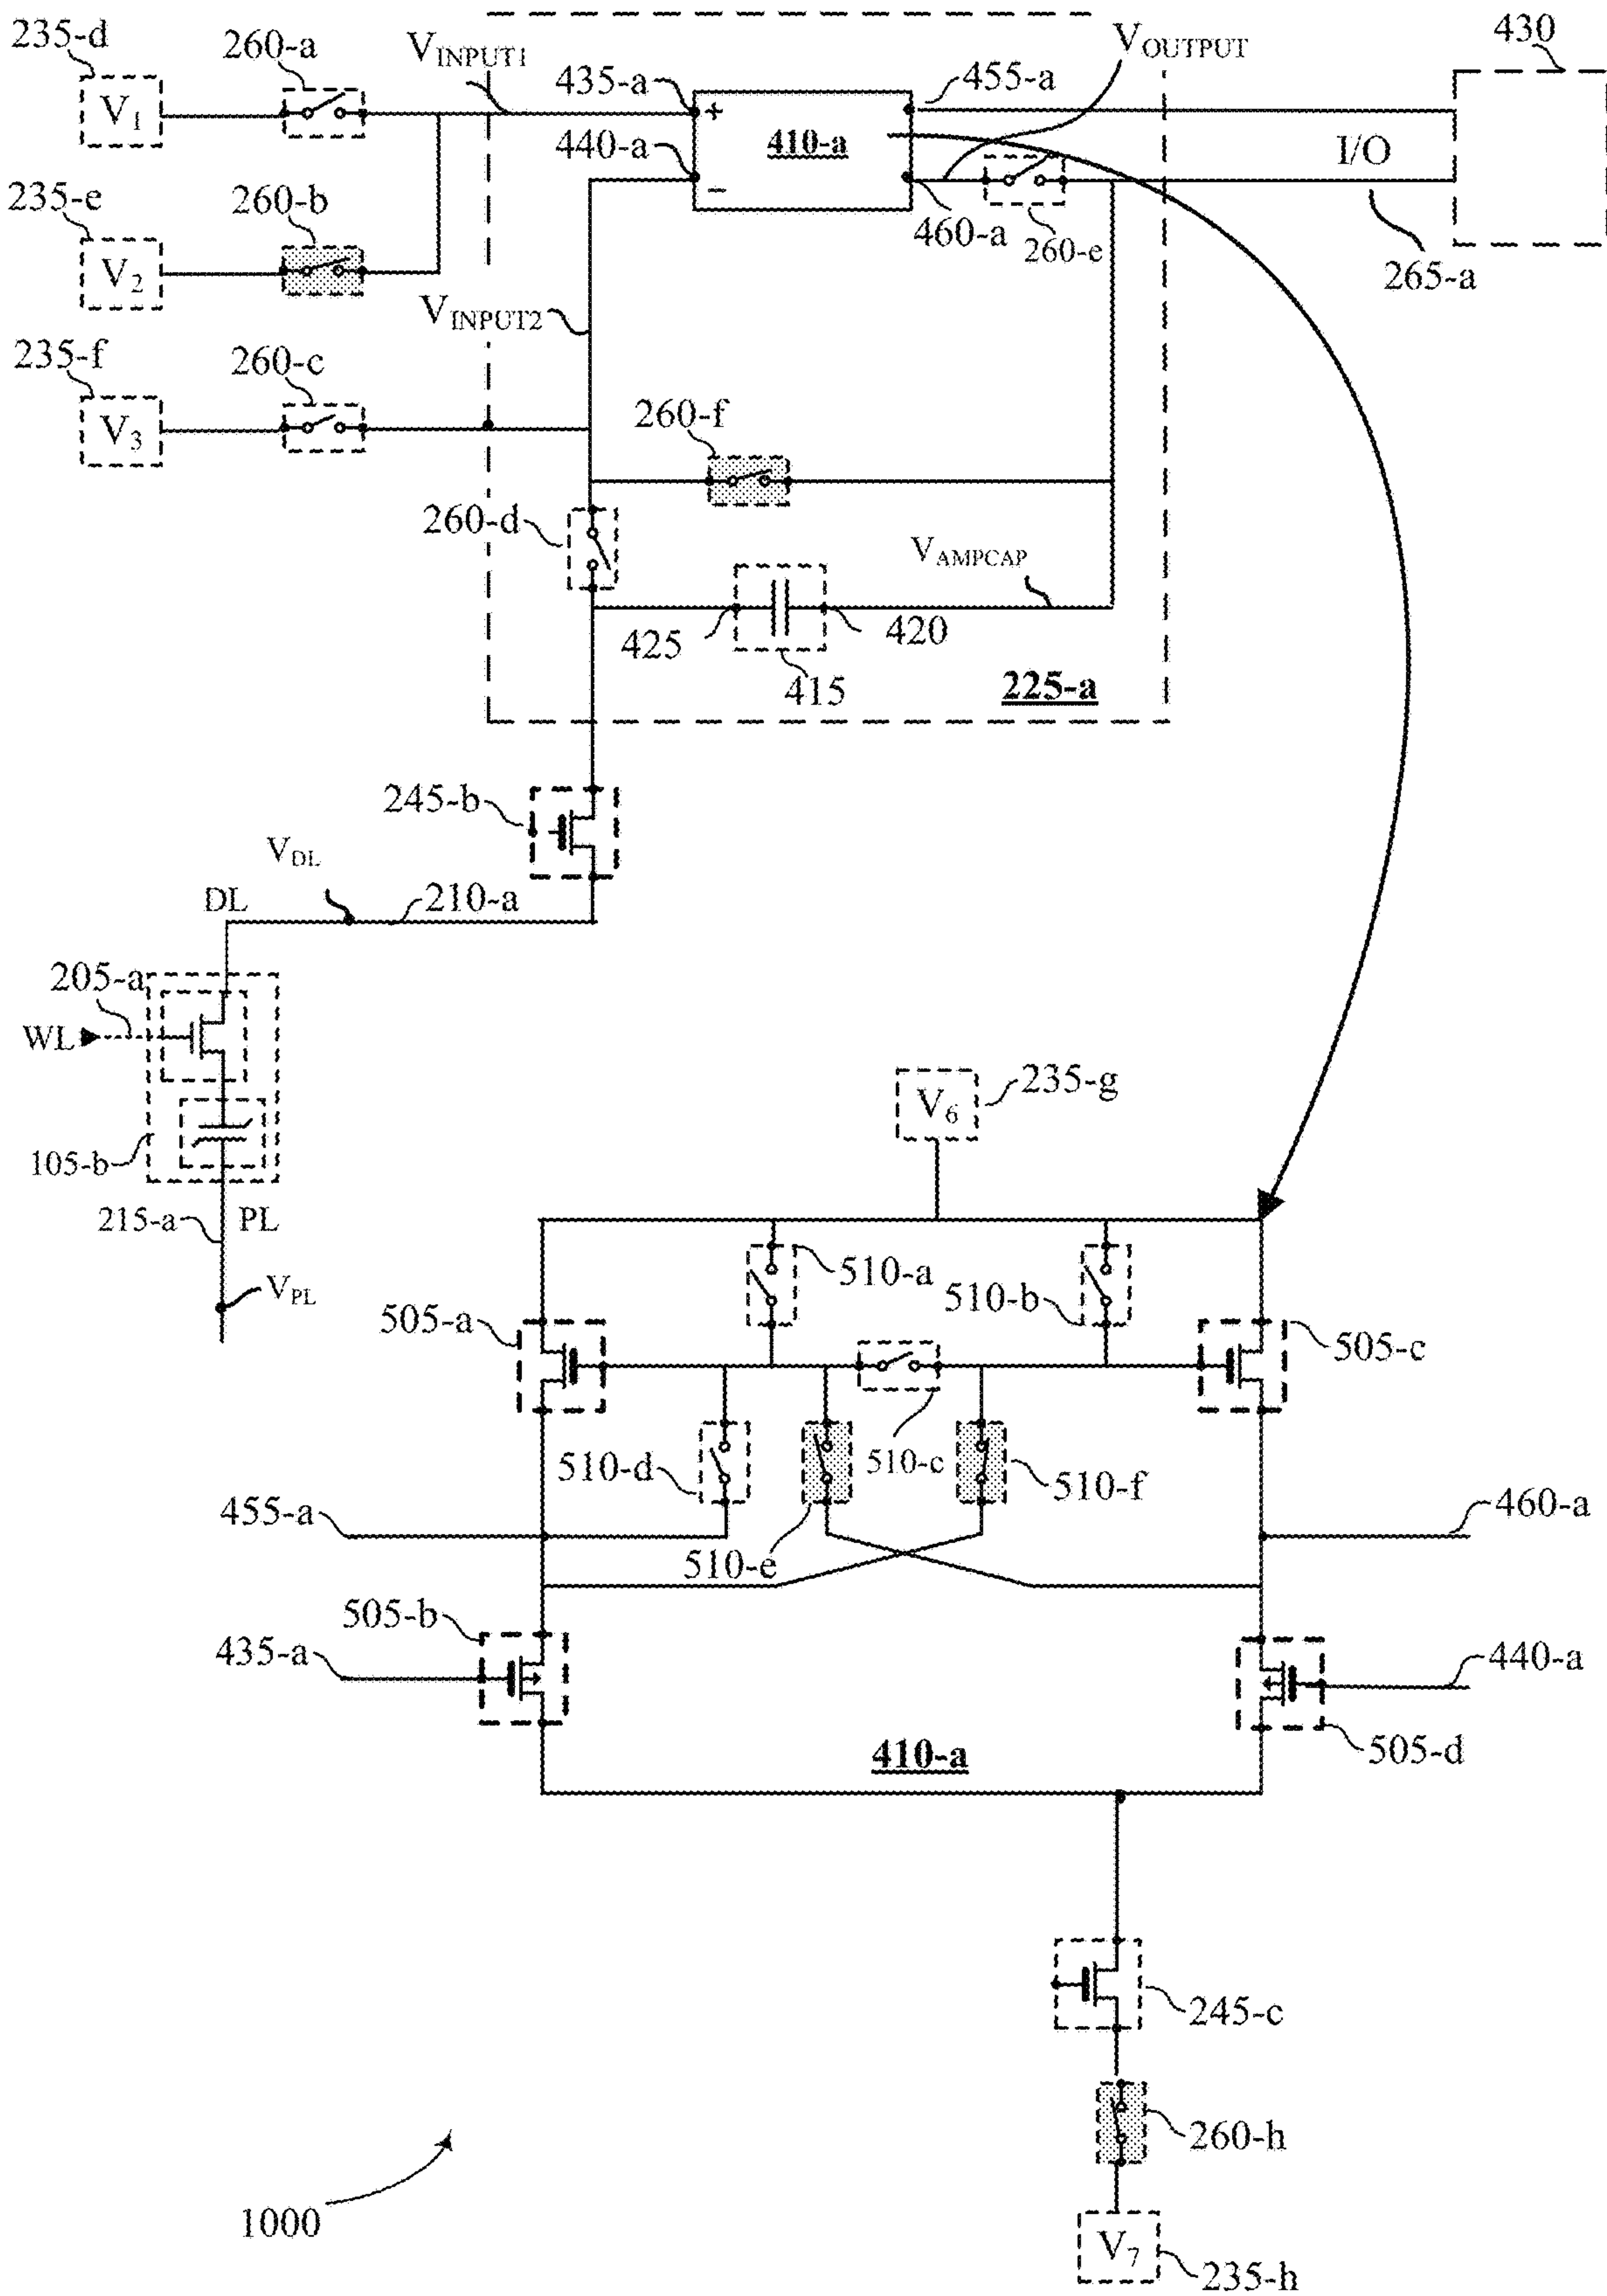 235-d
260-a
V1
VINPUT1
435-a
+
410-a
455-a
VOUTPUT
430
440-a
−
I/O
235-e
260-b
V2
460-a
260-e
265-a
VINPUT2
235-f
260-c
V3
260-f
260-d
VAMPCAP
425
420
415
225-a
245-b
VDL
DL
210-a
205-a
WL
105-b
215-a
PL
VPL
V6
235-g
510-a
510-b
505-a
505-c
510-d
510-c
510-f
455-a
460-a
510-e
505-b
435-a
440-a
410-a
505-d
245-c
260-h
1000
V7
235-h